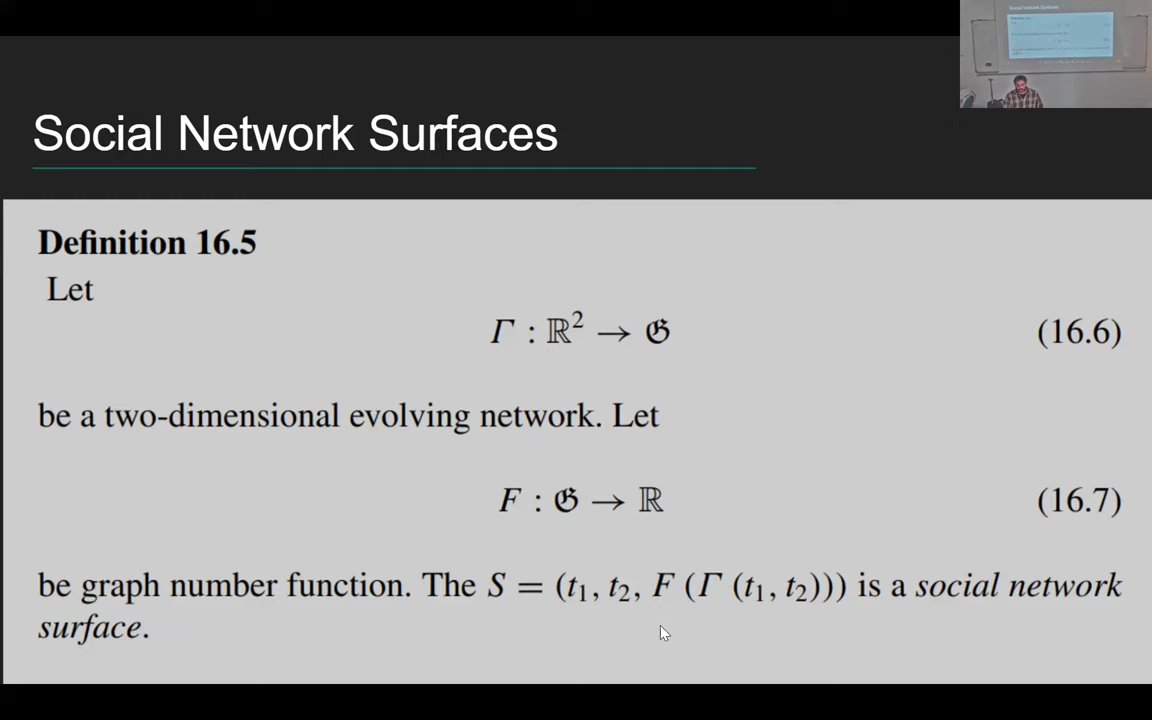 Social Network Surfaces
Definition 16.5
Let
Γ : ℝ² → 𝔊 (16.6)
be a two-dimensional evolving network. Let
F : 𝔊 → ℝ (16.7)
be graph number function. The S = (t₁, t₂, F (Γ (t₁, t₂))) is a social network
surface.